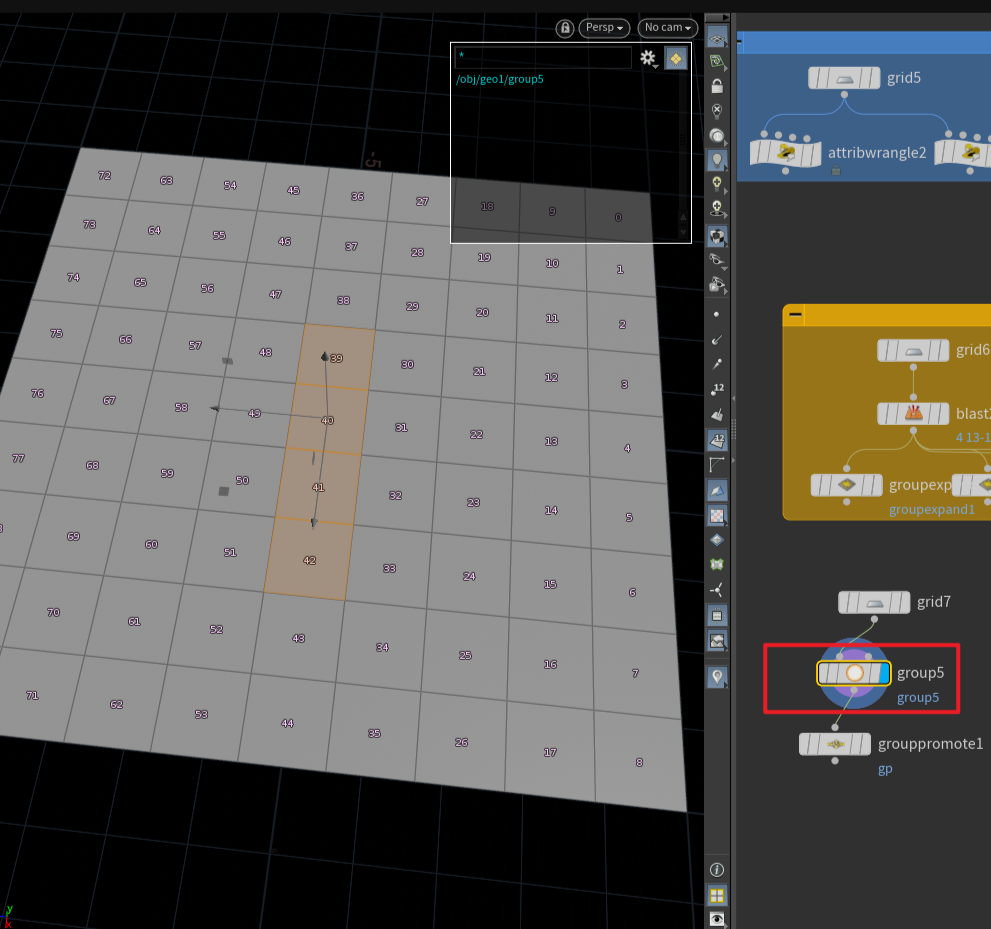 Persp
No cam
*
/obj/geo1/group5
5
72 63 54 45 36 27 18 9 0
73 64 55 46 37 28 19 10 1
74 65 56 47 38 29 20 11 2
75 66 57 48 39 30 21 12 3
76 67 58 49 40 31 22 13 4
77 68 59 50 41 32 23 14 5
69 60 51 42 33 24 15 6
70 61 52 43 34 25 16 7
71 62 53 44 35 26 17 8
y
x
12
12
grid5
attribwrangle2
grid6
blast
4 13-1
groupexp
groupexpand1
grid7
group5
group5
grouppromote1
gp